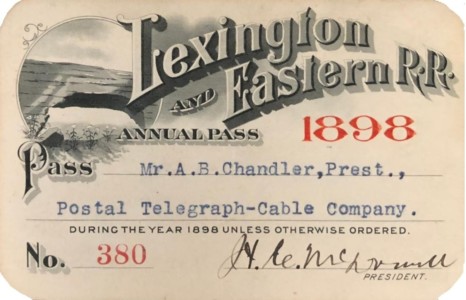 Lexington
AND Eastern R.R.
ANNUAL PASS 1898
Pass Mr.A.B.Chandler,Prest.,
Postal Telegraph-Cable Company.
DURING THE YEAR 1898 UNLESS OTHERWISE ORDERED.
No. 380 H.C. McDowell
PRESIDENT.